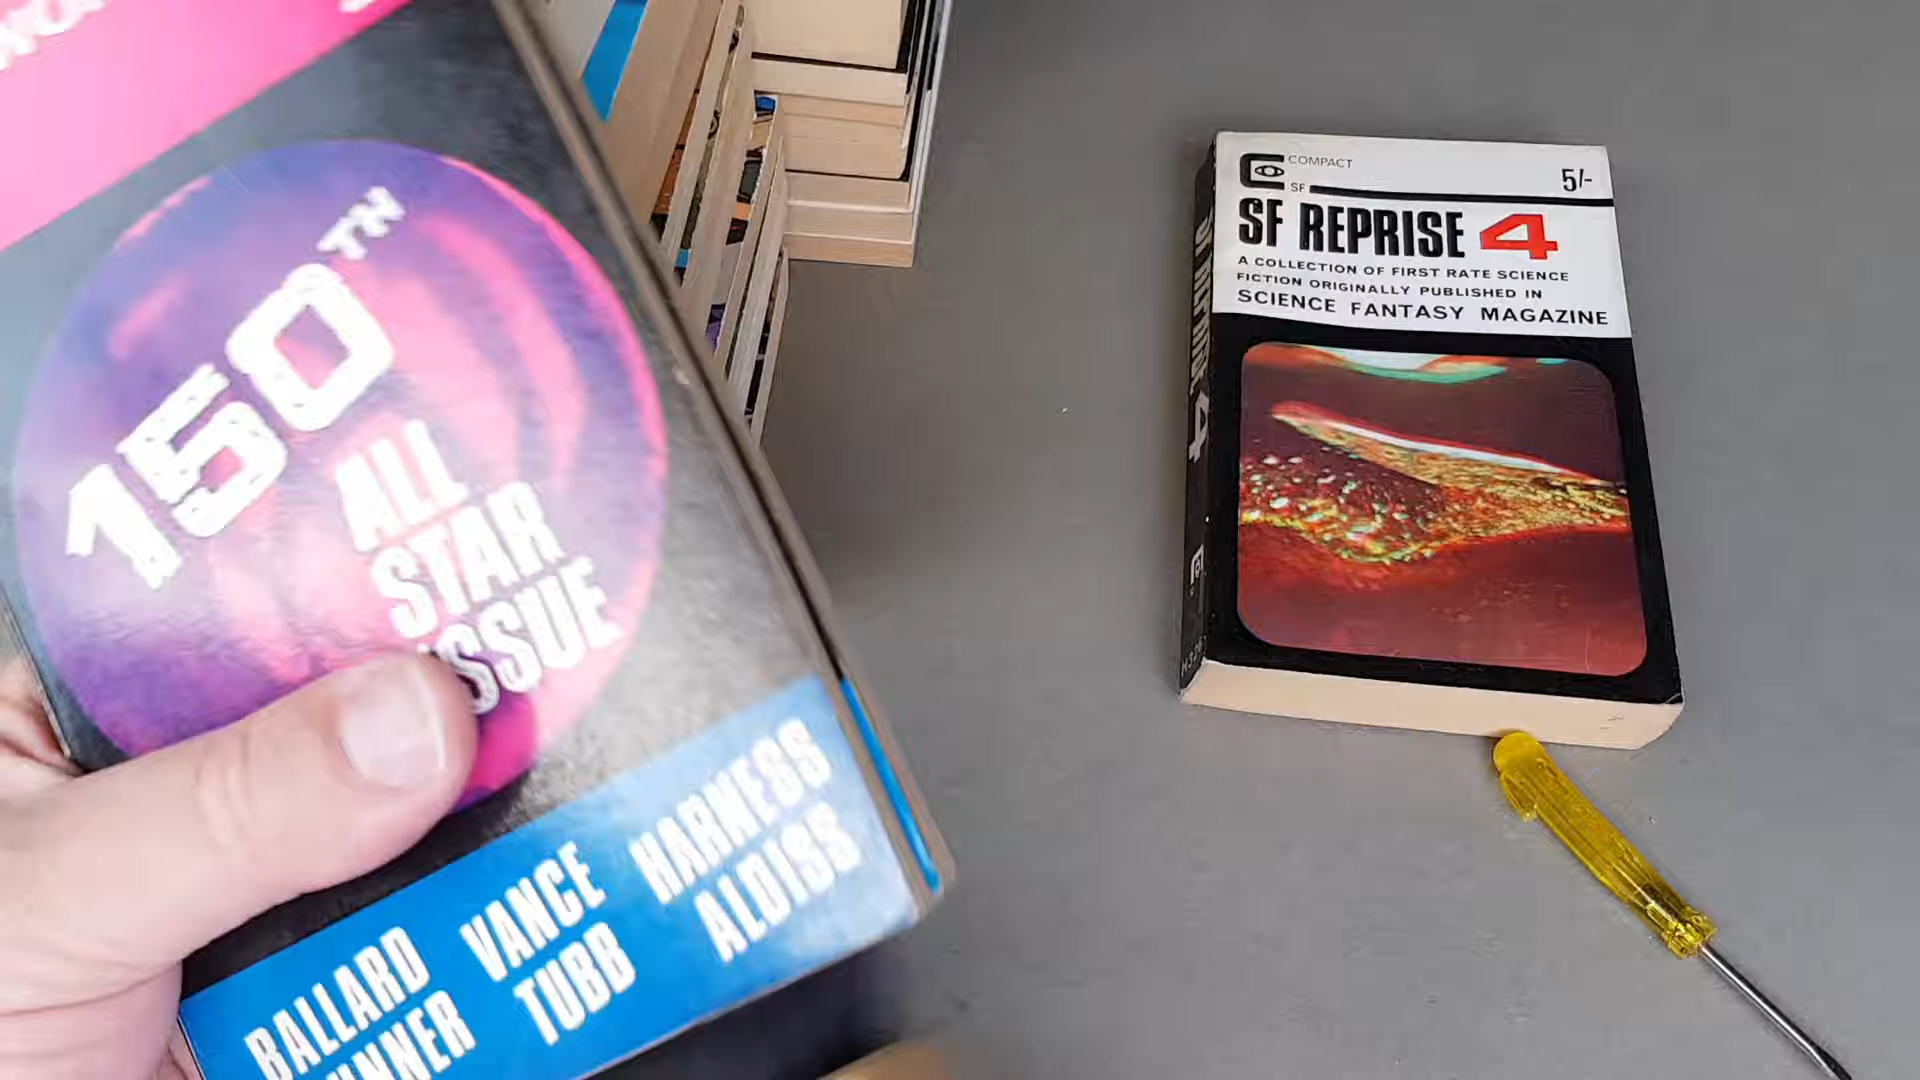 150TH
ALL
STAR
ISSUE
BALLARD VANCE HARNESS
TUBB ALDISS
COMPACT
SF
5/-
SF REPRISE 4
A COLLECTION OF FIRST RATE SCIENCE
FICTION ORIGINALLY PUBLISHED IN
SCIENCE FANTASY MAGAZINE